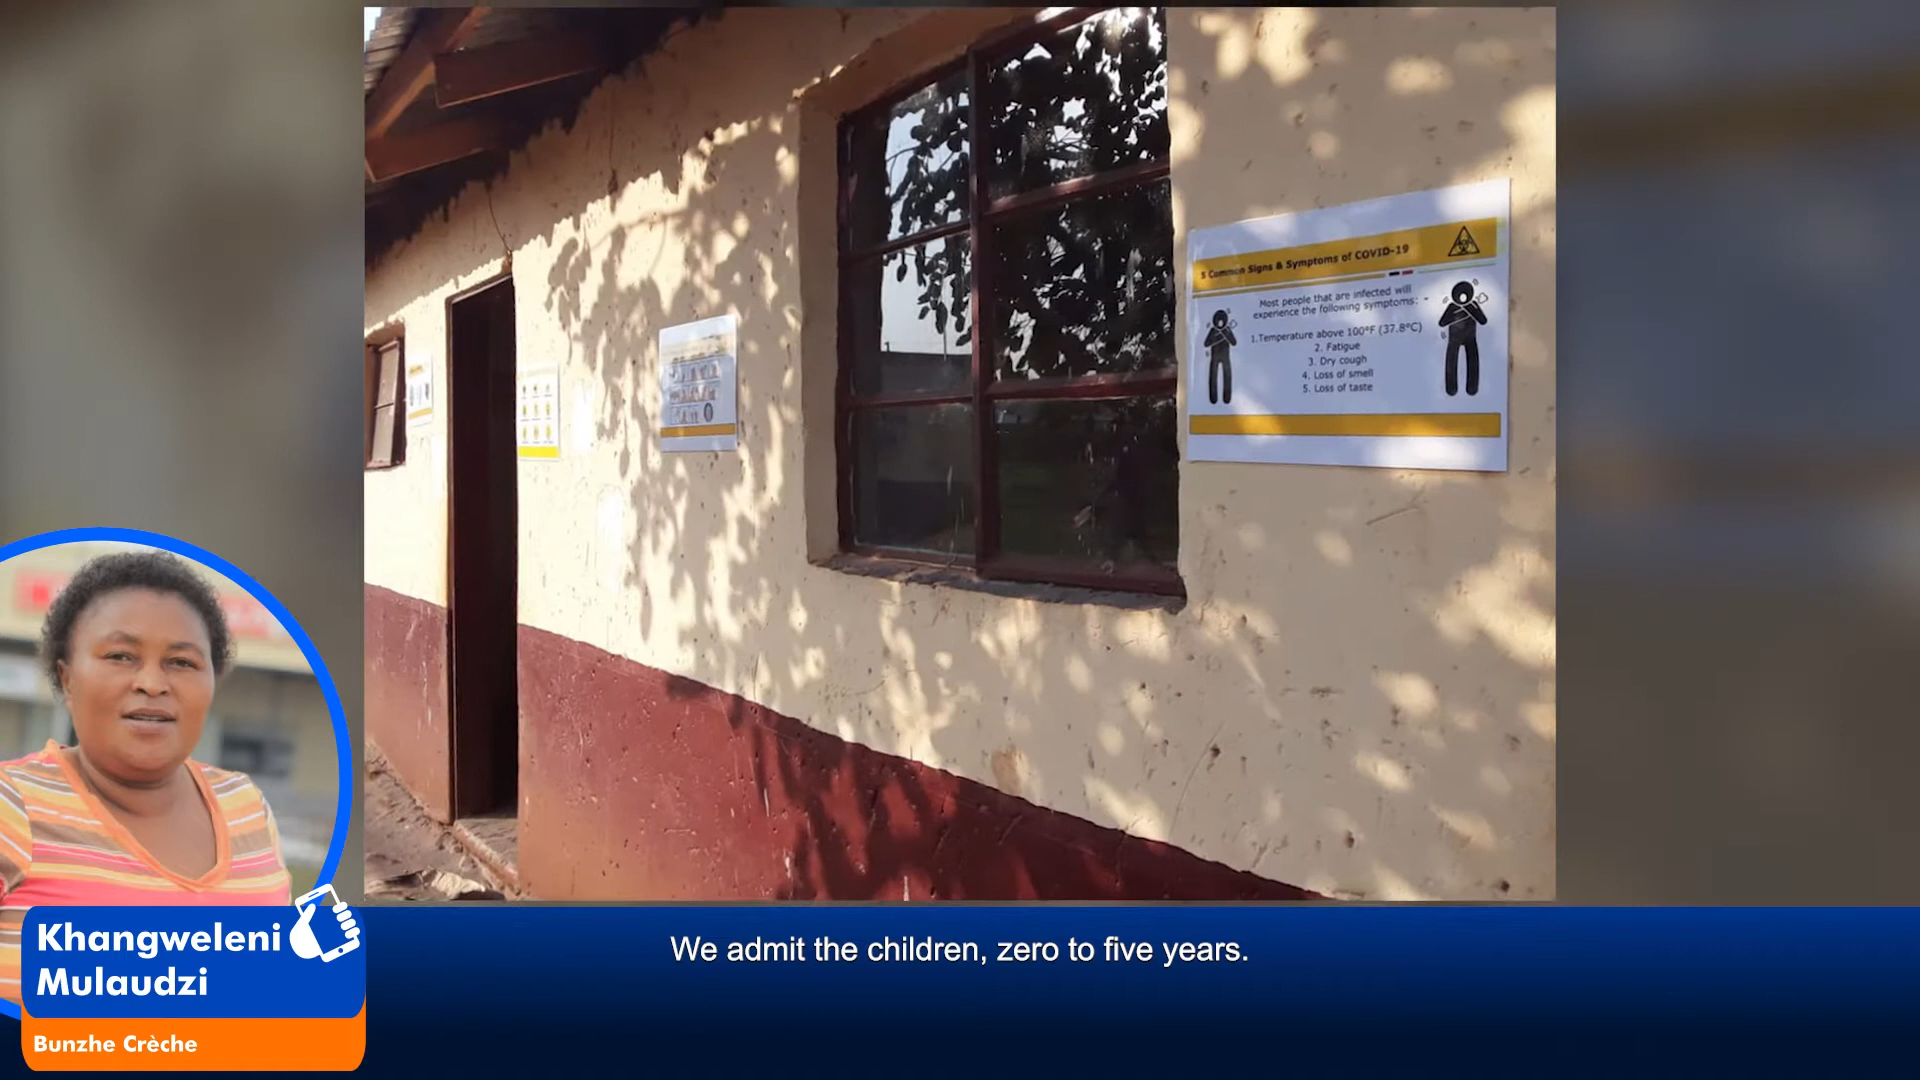 5 Common Signs & Symptoms of COVID-19
Most people that are infected will
experience the following symptoms: -
1.Temperature above 100°F (37.8°C)
2. Fatigue
3. Dry cough
4. Loss of smell
5. Loss of taste
Khangweleni
Mulaudzi
Bunzhe Crèche
We admit the children, zero to five years.